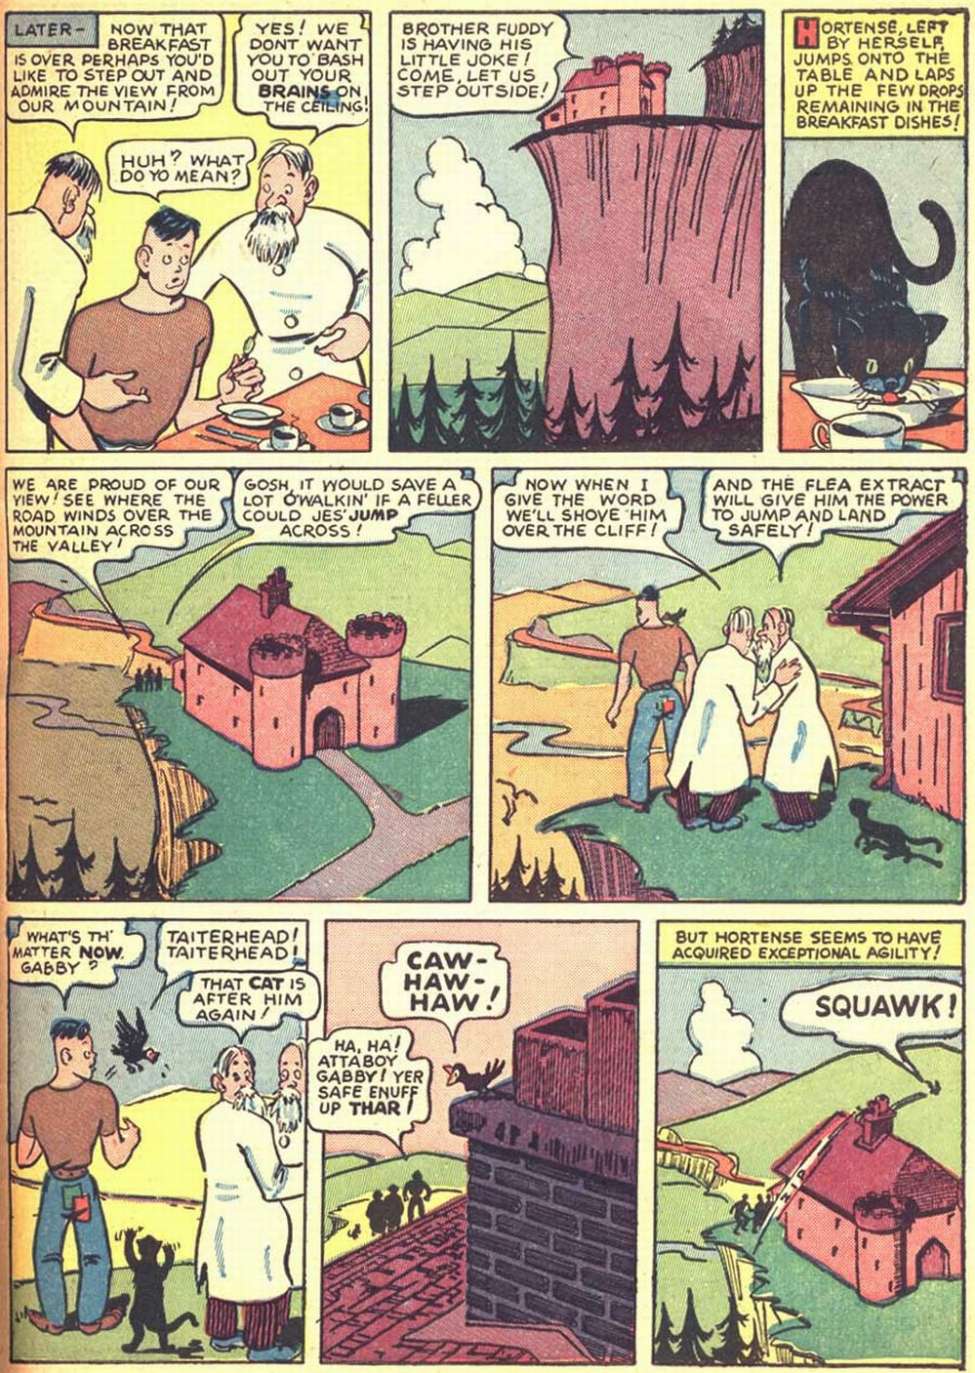 LATER-
NOW THAT
BREAKFAST
IS OVER PERHAPS YOU'D
LIKE TO STEP OUT AND
ADMIRE THE VIEW FROM
OUR MOUNTAIN!
YES! WE
DONT WANT
YOU TO BASH
OUT YOUR
BRAINS ON
THE CEILING!
HUH? WHAT
DO YO MEAN?
BROTHER FUDDY
IS HAVING HIS
LITTLE JOKE!
COME, LET US
STEP OUTSIDE!
HORTENSE, LEFT
BY HERSELF,
JUMPS ONTO THE
TABLE AND LAPS
UP THE FEW DROPS
REMAINING IN THE
BREAKFAST DISHES!
WE ARE PROUD OF OUR
VIEW! SEE WHERE THE
ROAD WINDS OVER THE
MOUNTAIN ACROSS
THE VALLEY!
GOSH, IT WOULD SAVE A
LOT O'WALKIN' IF A FELLER
COULD JES' JUMP
ACROSS!
NOW WHEN I
GIVE THE WORD
WE'LL SHOVE HIM
OVER THE CLIFF!
AND THE FLEA EXTRACT
WILL GIVE HIM THE POWER
TO JUMP AND LAND
SAFELY!
WHAT'S TH'
MATTER NOW,
GABBY?
TAITERHEAD!
TAITERHEAD!
THAT CAT IS
AFTER HIM
AGAIN!
CAW-
HAW-
HAW!
HA, HA!
ATTABOY
GABBY! YER
SAFE ENUFF
UP THAR!
BUT HORTENSE SEEMS TO HAVE
ACQUIRED EXCEPTIONAL AGILITY!
SQUAWK!
ZIP